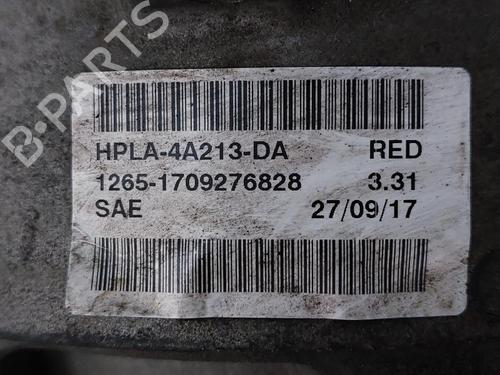 B-PARTS
HPLA-4A213-DA RED
1265-1709276828 3.31
SAE 27/09/17